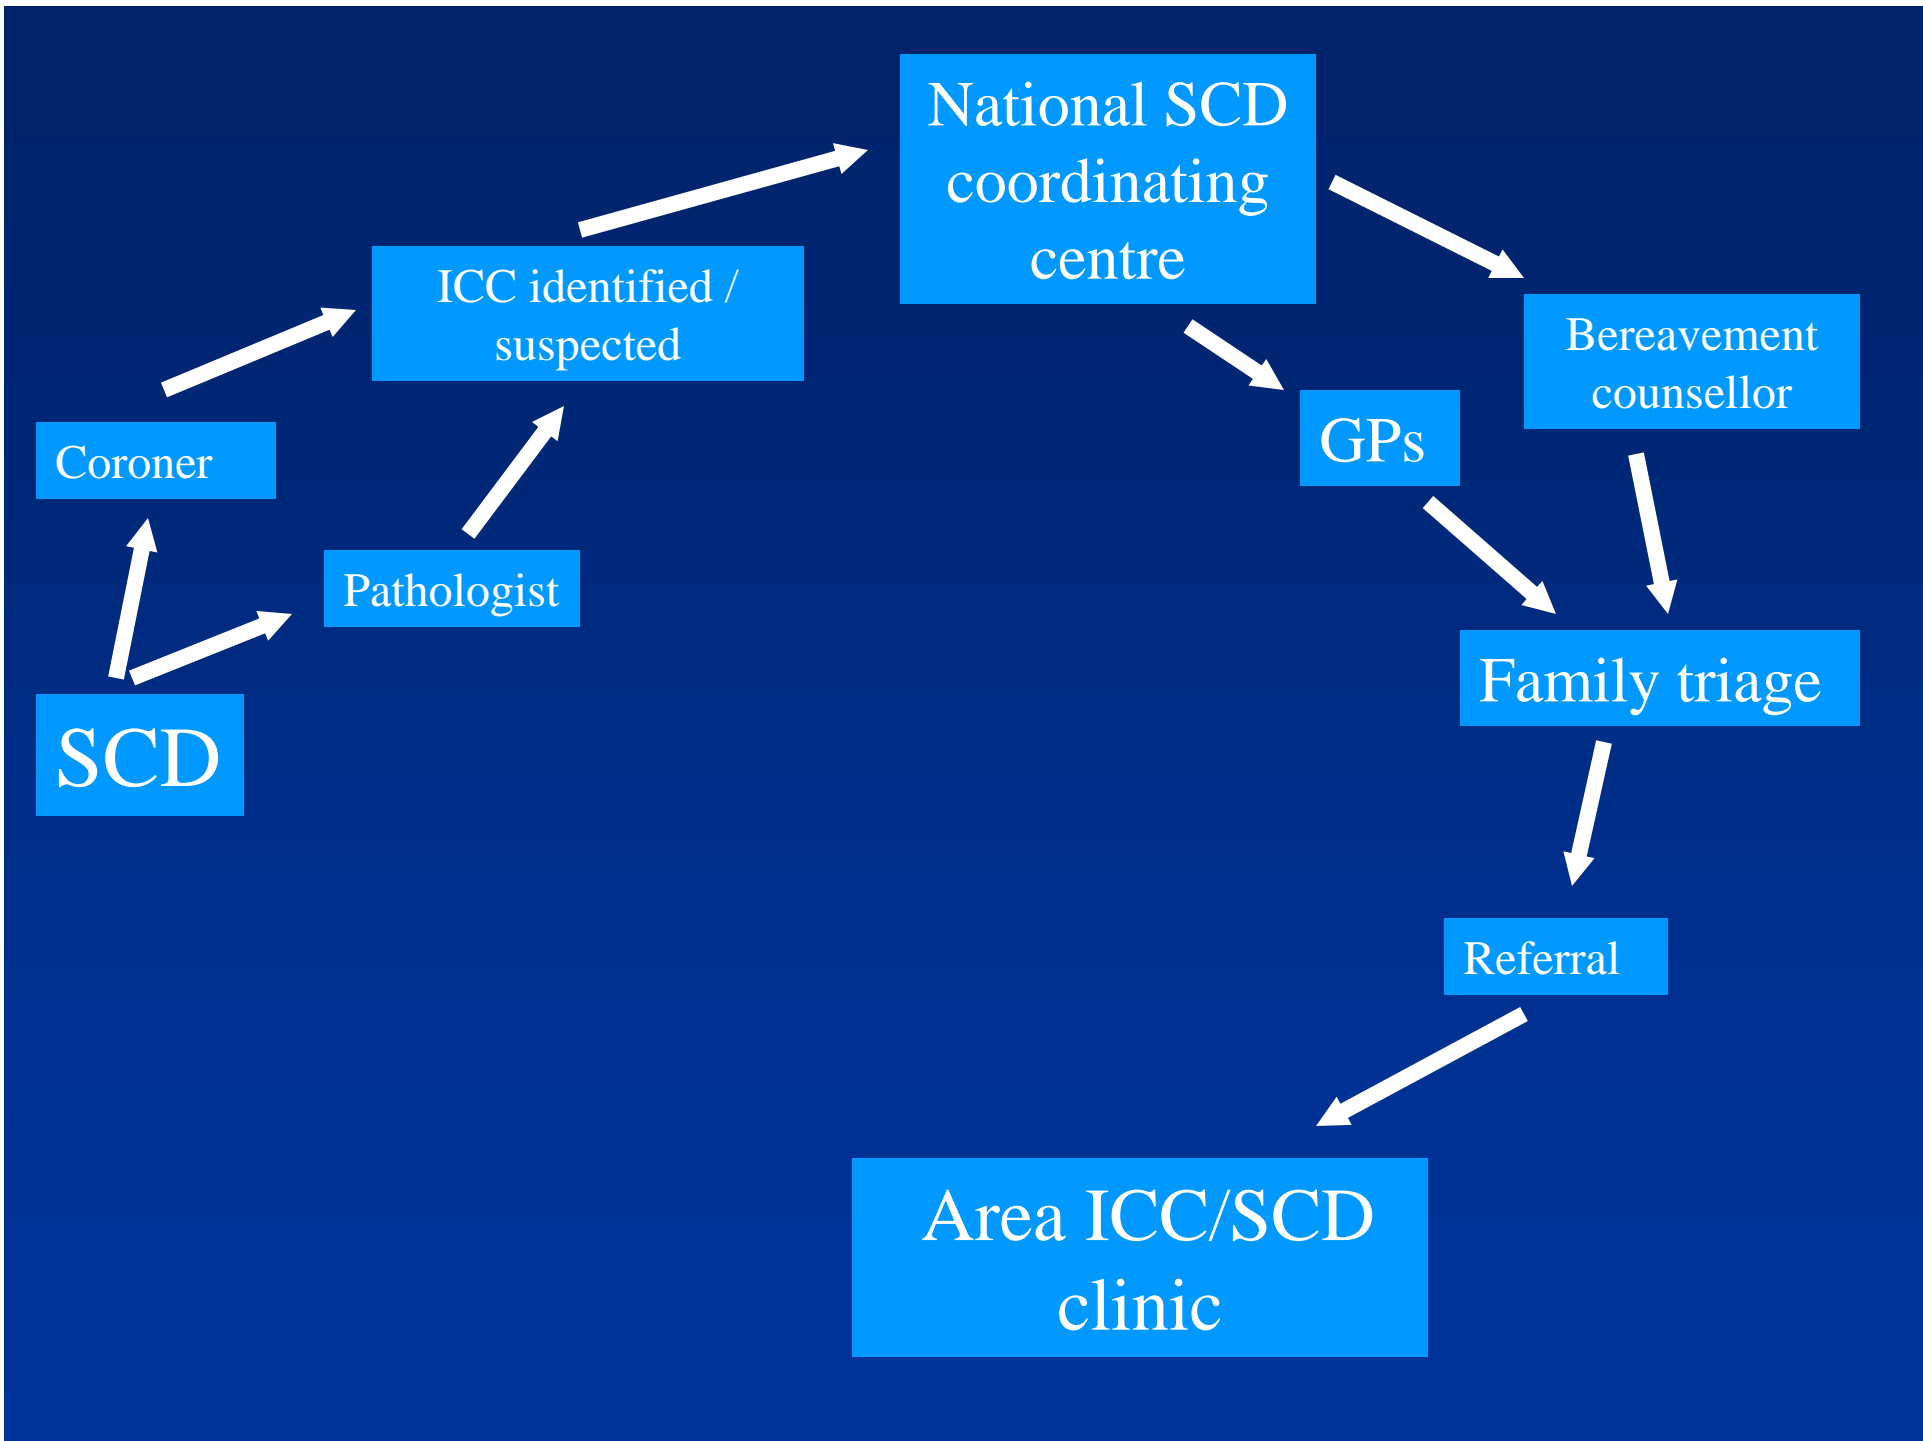 National SCD
coordinating
centre
ICC identified /
suspected
Bereavement
counsellor
GPs
Coroner
Pathologist
Family triage
SCD
Referral
Area ICC/SCD
clinic